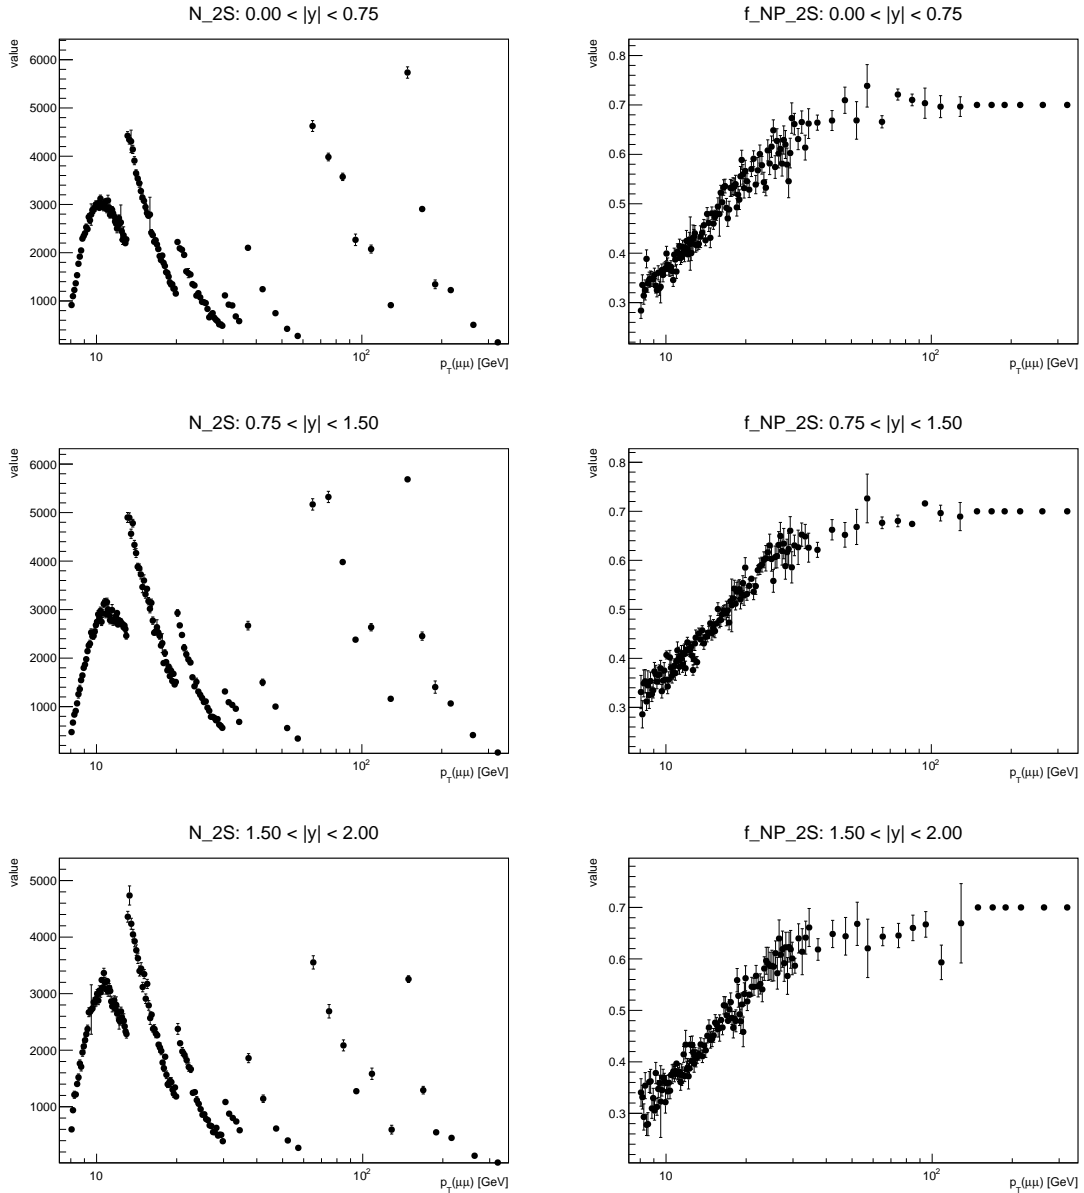 N_2S: 0.00 < |y| < 0.75
value
6000
5000
4000
3000
2000
1000
10
10²
p_T(μμ) [GeV]
f_NP_2S: 0.00 < |y| < 0.75
value
0.8
0.7
0.6
0.5
0.4
0.3
10
10²
p_T(μμ) [GeV]
N_2S: 0.75 < |y| < 1.50
value
6000
5000
4000
3000
2000
1000
10
10²
p_T(μμ) [GeV]
f_NP_2S: 0.75 < |y| < 1.50
value
0.8
0.7
0.6
0.5
0.4
0.3
10
10²
p_T(μμ) [GeV]
N_2S: 1.50 < |y| < 2.00
value
5000
4000
3000
2000
1000
10
10²
p_T(μμ) [GeV]
f_NP_2S: 1.50 < |y| < 2.00
value
0.7
0.6
0.5
0.4
0.3
10
10²
p_T(μμ) [GeV]